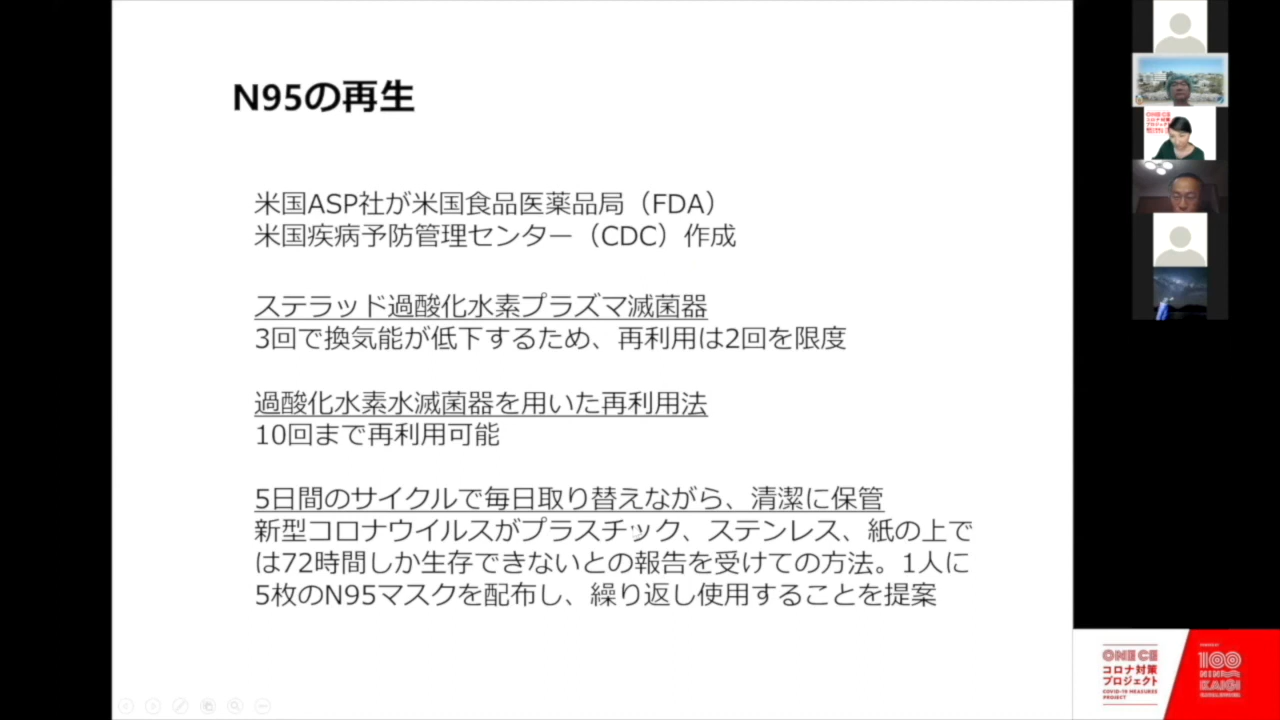 N95の再生
米国ASP社が米国食品医薬品局（FDA）
米国疾病予防管理センター（CDC）作成
ステラッド過酸化水素プラズマ滅菌器
3回で換気能が低下するため、再利用は2回を限度
過酸化水素水滅菌器を用いた再利用法
10回まで再利用可能
5日間のサイクルで毎日取り替えながら、清潔に保管
新型コロナウイルスがプラスチック、ステンレス、紙の上で
は72時間しか生存できないとの報告を受けての方法。1人に
5枚のN95マスクを配布し、繰り返し使用することを提案
ONE CE
コロナ対策
プロジェクト
COVID-19 MEASURES
PROJECT
100
NIN
KAIGI